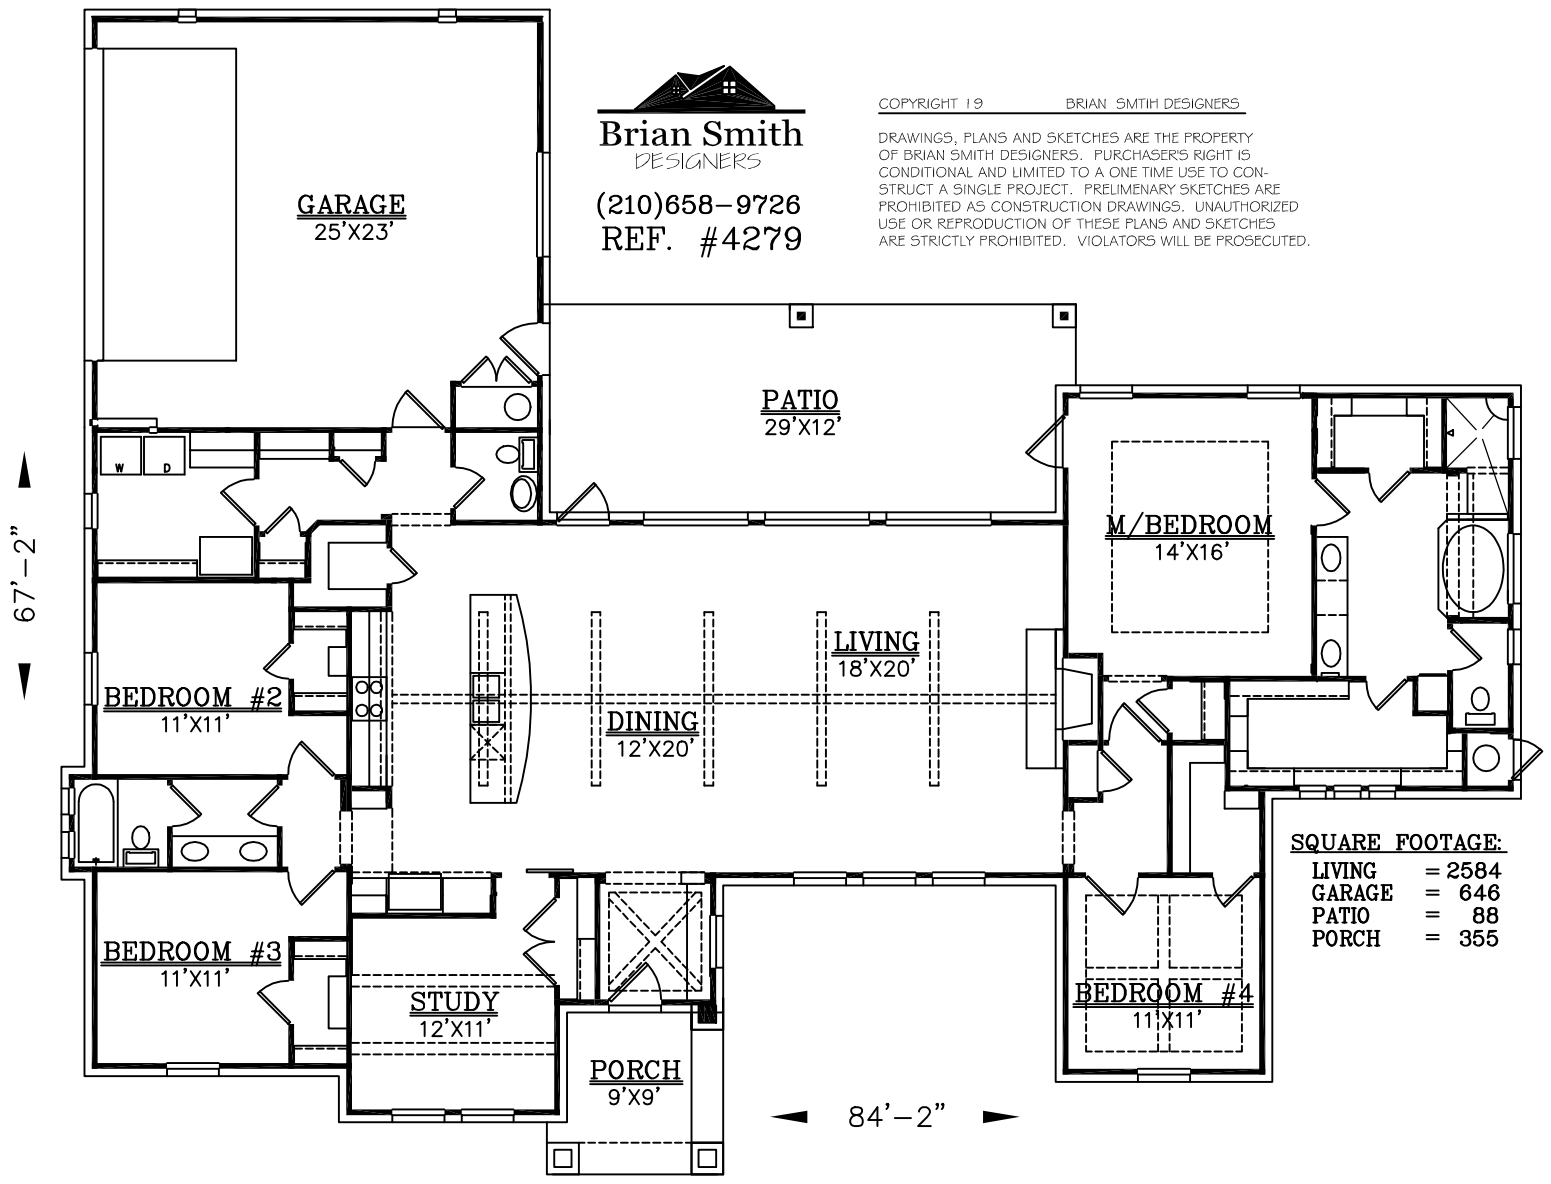 Brian Smith
DESIGNERS
(210)658-9726
REF. #4279
COPYRIGHT 19 BRIAN SMTIH DESIGNERS
DRAWINGS, PLANS AND SKETCHES ARE THE PROPERTY
OF BRIAN SMITH DESIGNERS. PURCHASER'S RIGHT IS
CONDITIONAL AND LIMITED TO A ONE TIME USE TO CON-
STRUCT A SINGLE PROJECT. PRELIMENARY SKETCHES ARE
PROHIBITED AS CONSTRUCTION DRAWINGS. UNAUTHORIZED
USE OR REPRODUCTION OF THESE PLANS AND SKETCHES
ARE STRICTLY PROHIBITED. VIOLATORS WILL BE PROSECUTED.
GARAGE
25'X23'
PATIO
29'X12'
W D
M/BEDROOM
14'X16'
67'-2"
LIVING
18'X20'
BEDROOM #2
11'X11'
DINING
12'X20'
SQUARE FOOTAGE:
LIVING = 2584
GARAGE = 646
PATIO = 88
PORCH = 355
BEDROOM #3
11'X11'
STUDY
12'X11'
BEDROOM #4
11'X11'
PORCH
9'X9'
84'-2"